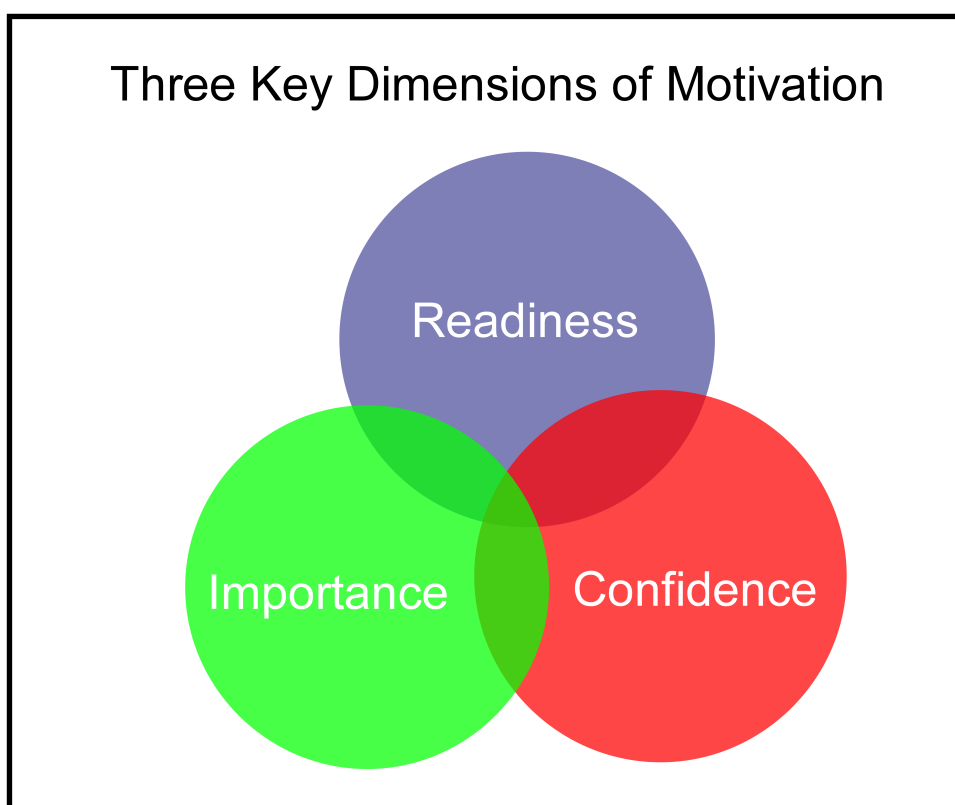 Three Key Dimensions of Motivation
Readiness
Importance
Confidence